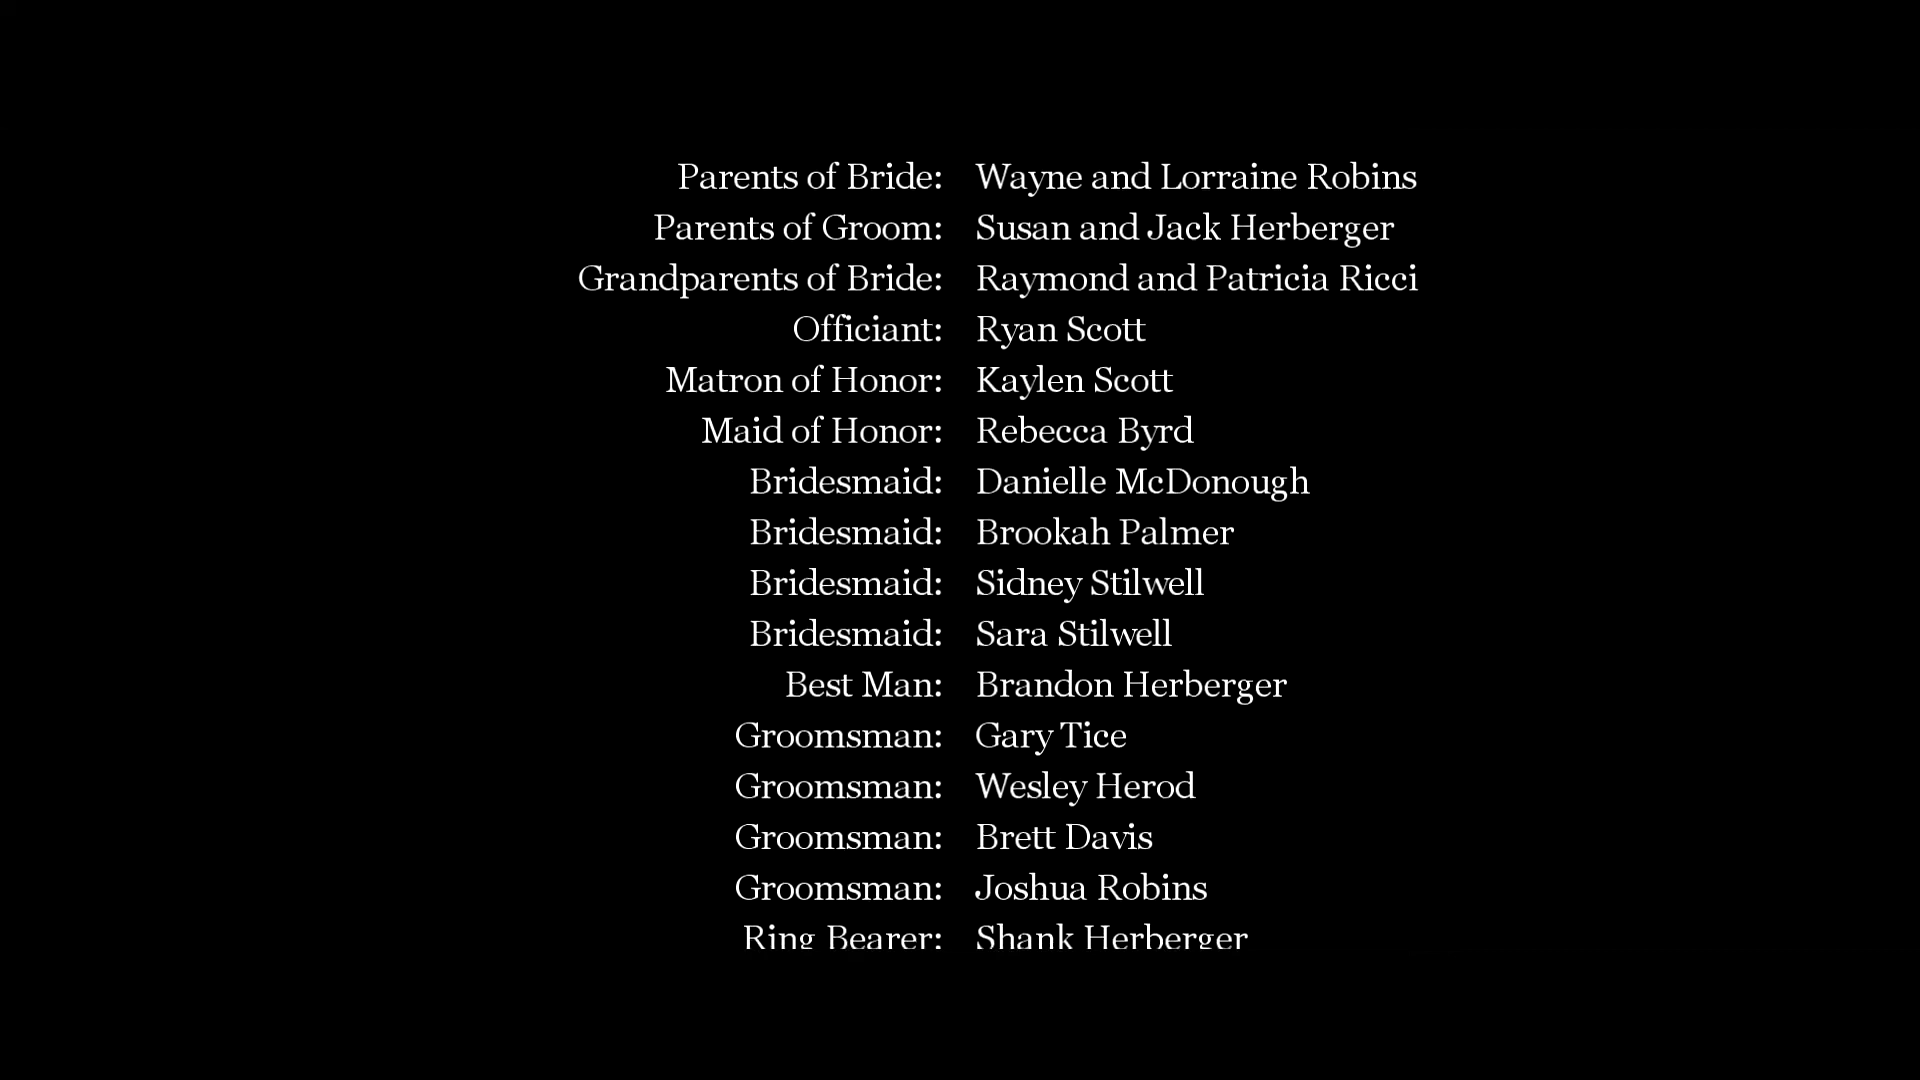 Parents of Bride: Wayne and Lorraine Robins
Parents of Groom: Susan and Jack Herberger
Grandparents of Bride: Raymond and Patricia Ricci
Officiant: Ryan Scott
Matron of Honor: Kaylen Scott
Maid of Honor: Rebecca Byrd
Bridesmaid: Danielle McDonough
Bridesmaid: Brookah Palmer
Bridesmaid: Sidney Stilwell
Bridesmaid: Sara Stilwell
Best Man: Brandon Herberger
Groomsman: Gary Tice
Groomsman: Wesley Herod
Groomsman: Brett Davis
Groomsman: Joshua Robins
Ring Bearer: Shank Herberger